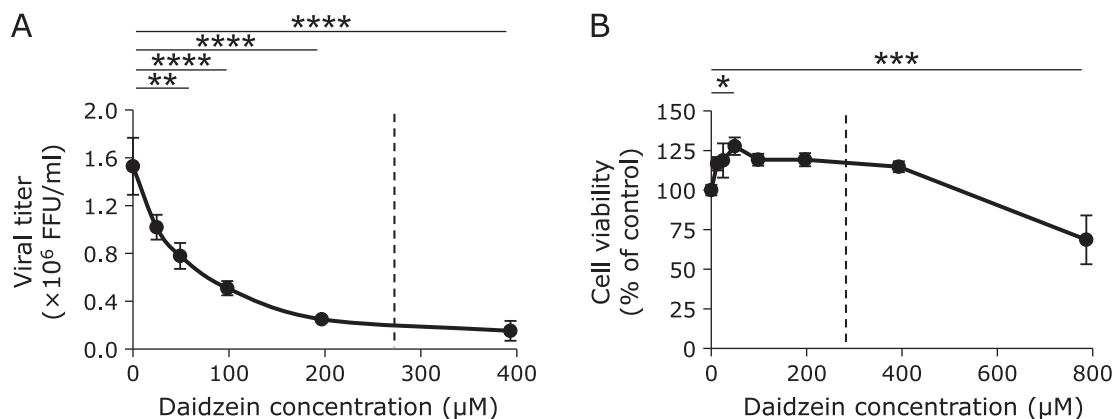 A
****
****
****
**
2.0
1.6
1.2
0.8
0.4
0.0
Viral titer
(×10⁶ FFU/ml)
0 100 200 300 400
Daidzein concentration (µM)
B
***
*
150
125
100
75
50
25
0
Cell viability
(% of control)
0 200 400 600 800
Daidzein concentration (µM)